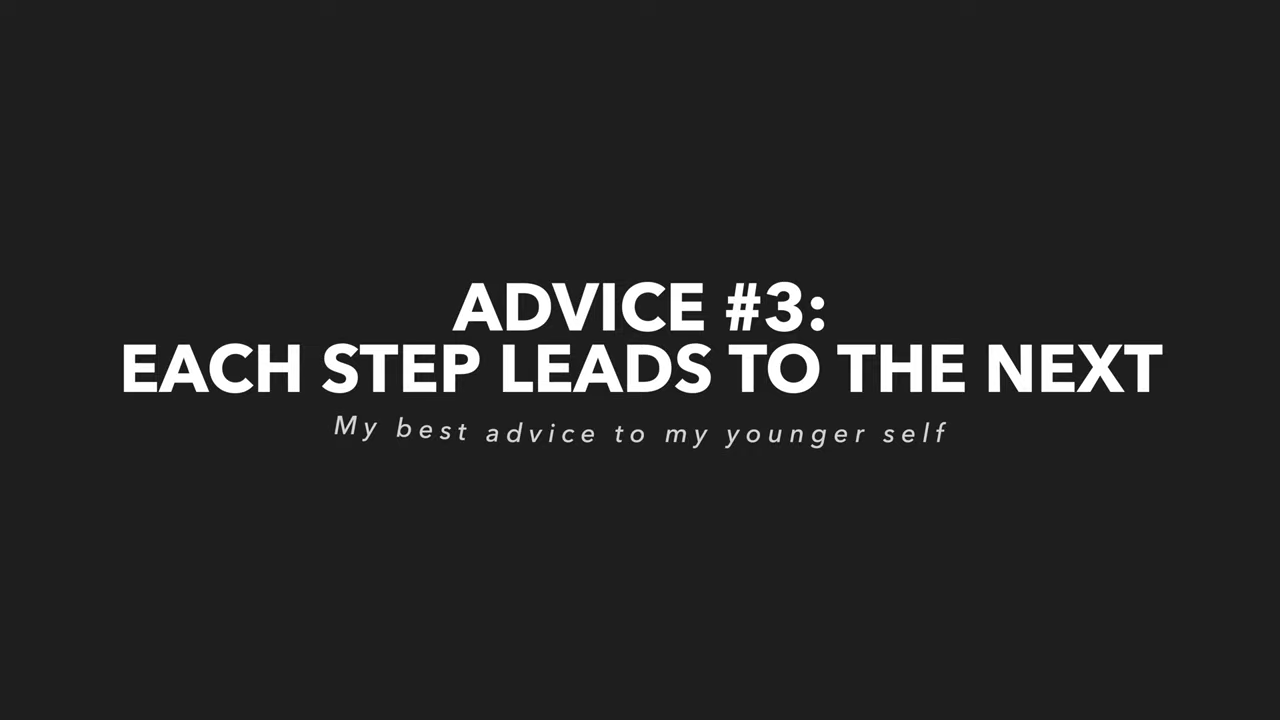 ADVICE #3:
EACH STEP LEADS TO THE NEXT
My best advice to my younger self